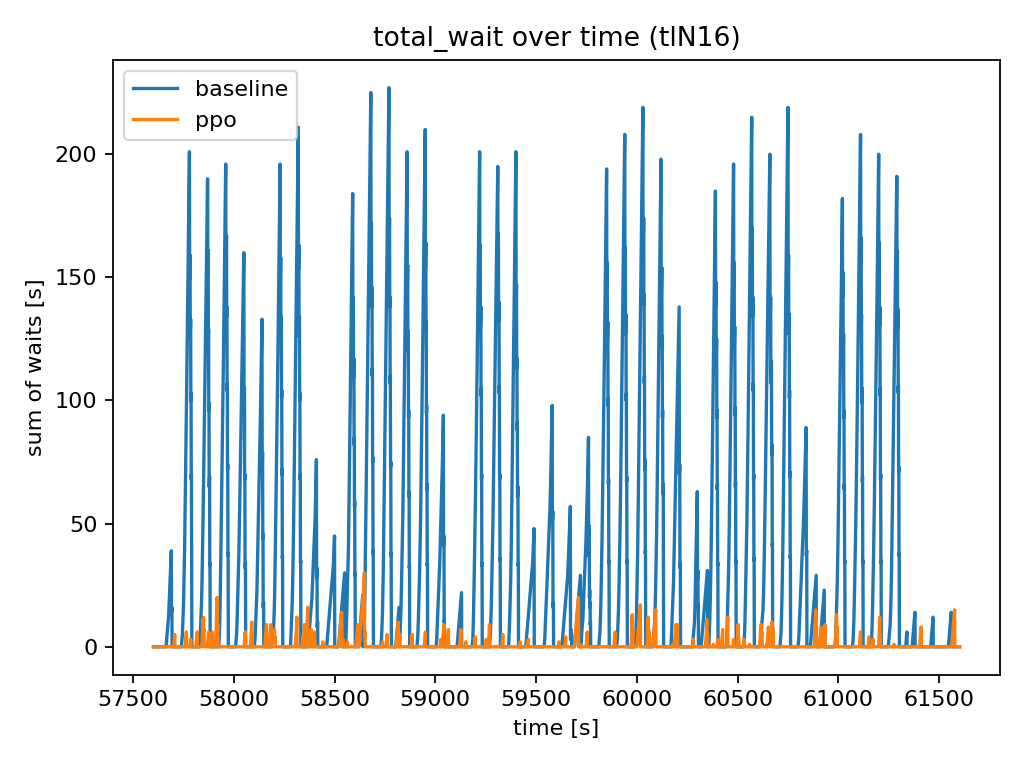 total_wait over time (tlN16)
baseline
ppo
sum of waits [s]
200
150
100
50
0
57500 58000 58500 59000 59500 60000 60500 61000 61500
time [s]